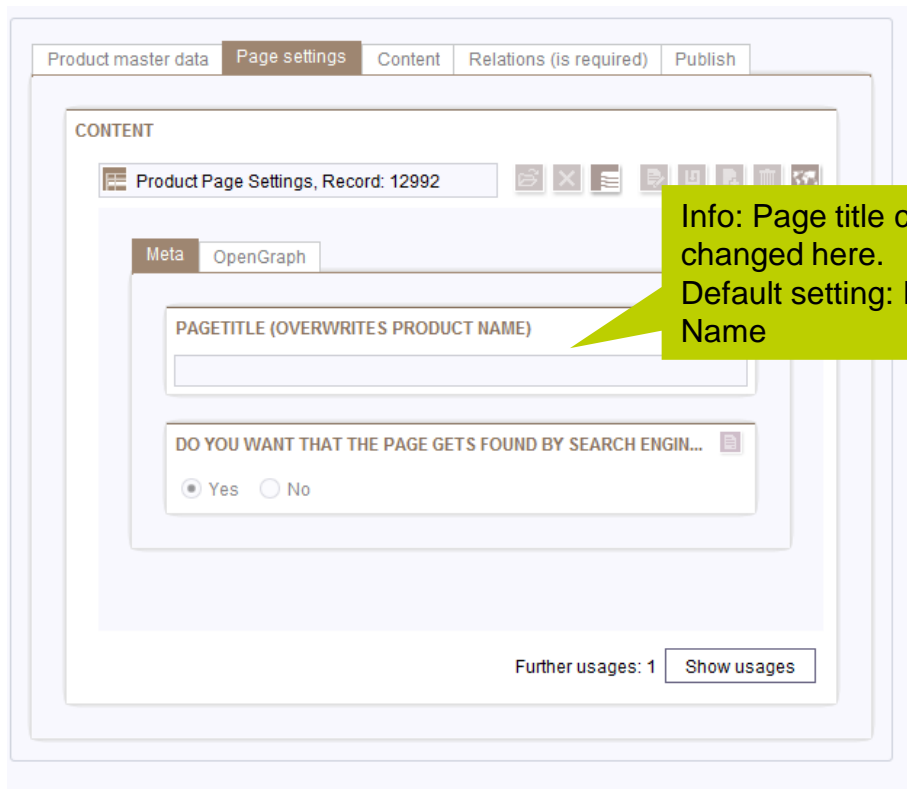 Product master data Page settings Content Relations (is required) Publish
CONTENT
Product Page Settings, Record: 12992
Info: Page title
changed here.
Default setting:
Name
Meta OpenGraph
PAGETITLE (OVERWRITES PRODUCT NAME)
DO YOU WANT THAT THE PAGE GETS FOUND BY SEARCH ENGIN...
Yes No
Further usages: 1 Show usages